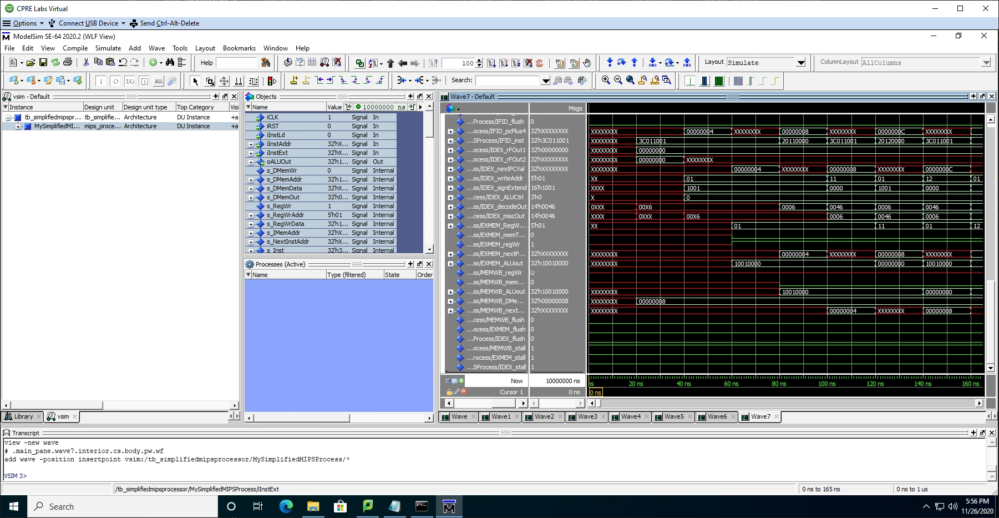 CPRE Labs Virtual
Options Connect USB Device Send Ctrl-Alt-Delete
ModelSim SE-64 2020.2 (WLF View)
File Edit View Compile Simulate Add Wave Tools Layout Bookmarks Window Help
Help 100 Layout Simulate ColumnLayout AllColumns
Search:
vsim - Default
Instance Design unit Design unit type Top Category Visi
tb_simplifiedmipspr... tb_simplifie... Architecture DU Instance +a
MySimplifiedMI... mips_proce... Architecture DU Instance +a
Library vsim
Objects
Name Value 10000000 ns
iCLK 1 Signal In
iRST 0 Signal In
iInstLd 0 Signal In
iInstAddr 32'hX... Signal In
iInstExt 32'hX... Signal In
oALUOut 32'h1... Signal Out
s_DMemWr 0 Signal Internal
s_DMemAddr 32'h1... Signal Internal
s_DMemData 32'hX... Signal Internal
s_DMemOut 32'h0... Signal Internal
s_RegWr 1 Signal Internal
s_RegWrAddr 5'h01 Signal Internal
s_RegWrData 32'h1... Signal Internal
s_IMemAddr 32'hX... Signal Internal
s_NextInstAddr 32'hX... Signal Internal
s_Inst 32'h3... Signal Internal
Processes (Active)
Name Type (filtered) State Order
Wave7 - Default
Msgs
...Process/IFID_flush 0
...ocess/IFID_pcPlus4 32'hXXXXXXXX XXXXXXXX 00000004 XXXXXXXX 00000008 XXXXXXXX 0000000C XXXXXXXX
...SProcess/IFID_inst 32'h3C011001 XXXXXXXX 3C011001 20110000 3C011001 20120000 3C011001
...ocess/IDEX_rFOut1 32'h00000000 XXXXXXXX 00000000
...ocess/IDEX_rFOut2 32'hXXXXXXXX XXXXXXXX 00000000 XXXXXXXX
...ss/IDEX_nextPCVal 32'hXXXXXXXX XXXXXXXX 00000004 XXXXXXXX 00000008 XXXXXXXX 0000000C
...ss/IDEX_writeAddr 5'h01 XX 01 11 01 12 01
...ss/IDEX_signExtend 16'h1001 XXXX 1001 0000 1001 0000
...cess/IDEX_ALUCtrl 3'h0 X 0
...ss/IDEX_decodeOut 14'h0046 0XXX 00X6 0006 0046 0006 0046
...cess/IDEX_miscOut 14'h0046 XXXX 0XXX 00X6 0006 0046 0006
...ss/EXMEM_RegW... 5'h01 XX 01 11 01 12
...ss/EXMEM_memT... 0
...ss/EXMEM_regWr 1
...ss/EXMEM_nextP... 32'hXXXXXXXX XXXXXXXX 00000004 XXXXXXXX 00000008 XXXXXXXX
...ss/EXMEM_ALUout 32'h10010000 XXXXXXXX 10010000 00000000 10010000
...ss/MEMWB_regWr U
...ss/MEMWB_mem... 0
...ss/MEMWB_ALUout 32'h10010000 XXXXXXXX 10010000 00000000
...ss/MEMWB_DMe... 32'h00000008 XXXXXXXX 00000008
...ss/MEMWB_next... 32'hXXXXXXXX XXXXXXXX 00000004 XXXXXXXX 00000008
...cess/MEMWB_flush 0
...ocess/EXMEM_flush 0
...Process/IDEX_flush 0
...ocess/MEMWB_stall 1
...rocess/EXMEM_stall 1
...SProcess/IDEX_stall 1
Now 10000000 ns ns 20 ns 40 ns 60 ns 80 ns 100 ns 120 ns 140 ns 160 ns
Cursor 1 0 ns 0 ns
Wave Wave1 Wave2 Wave3 Wave4 Wave5 Wave6 Wave7
Transcript
view -new wave
# .main_pane.wave7.interior.cs.body.pw.wf
add wave -position insertpoint vsim:/tb_simplifiedmipsprocessor/MySimplifiedMIPSProcess/*
VSIM 3>
/tb_simplifiedmipsprocessor/MySimplifiedMIPSProcess/iInstExt 0 ns to 165 ns 0 ns to 1 us
Search
5:56 PM
11/26/2020